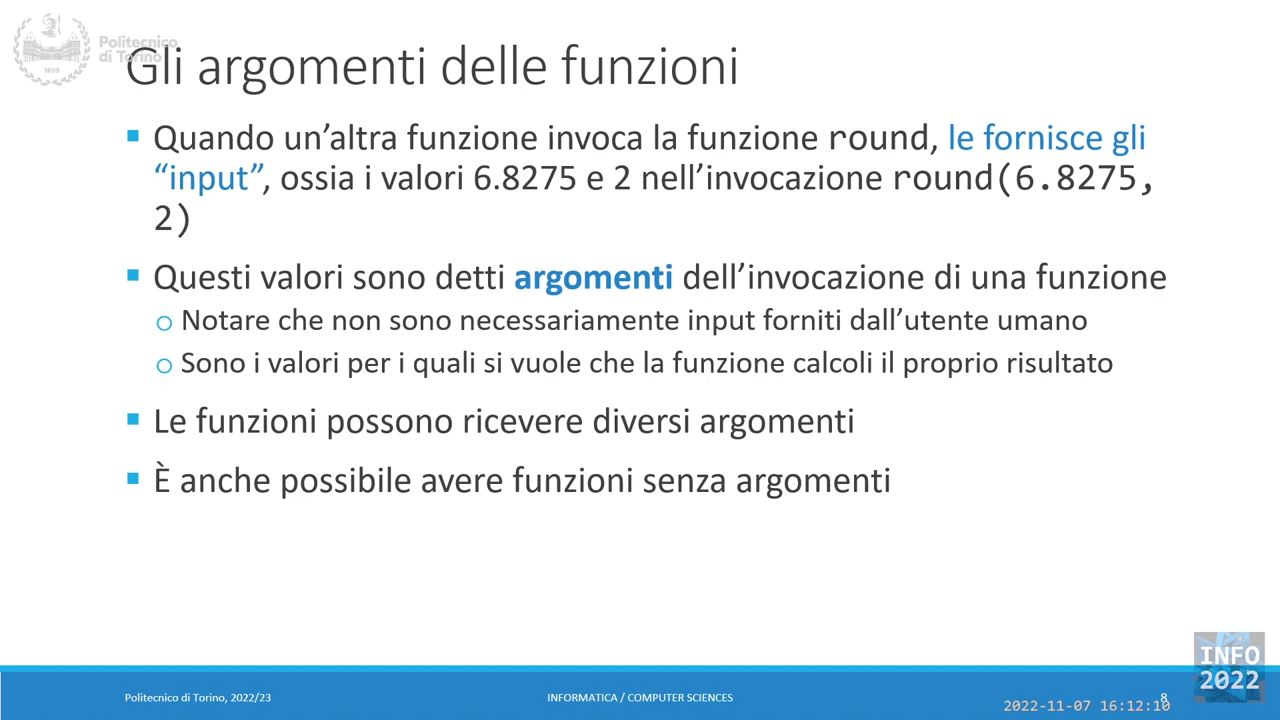 Politecnico
di Torino
1859
Gli argomenti delle funzioni
Quando un’altra funzione invoca la funzione round, le fornisce gli
“input”, ossia i valori 6.8275 e 2 nell’invocazione round(6.8275,
2)
Questi valori sono detti argomenti dell’invocazione di una funzione
Notare che non sono necessariamente input forniti dall’utente umano
Sono i valori per i quali si vuole che la funzione calcoli il proprio risultato
Le funzioni possono ricevere diversi argomenti
È anche possibile avere funzioni senza argomenti
INFO
2022
Politecnico di Torino, 2022/23
INFORMATICA / COMPUTER SCIENCES
8
2022-11-07 16:12:10